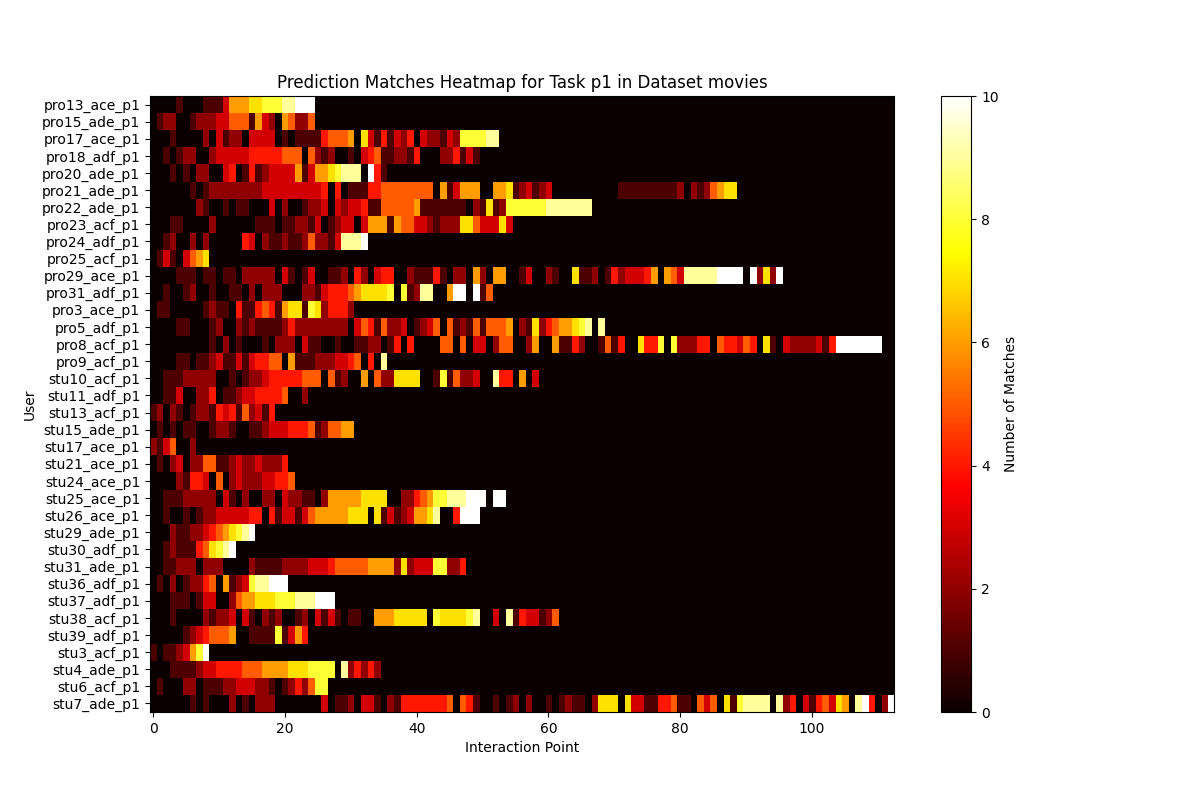 Prediction Matches Heatmap for Task p1 in Dataset movies
pro13_ace_p1
pro15_ade_p1
pro17_ace_p1
pro18_adf_p1
pro20_ade_p1
pro21_ade_p1
pro22_ade_p1
pro23_acf_p1
pro24_adf_p1
pro25_acf_p1
pro29_ace_p1
pro31_adf_p1
pro3_ace_p1
pro5_adf_p1
pro8_acf_p1
pro9_acf_p1
stu10_acf_p1
stu11_adf_p1
stu13_acf_p1
stu15_ade_p1
stu17_ace_p1
stu21_ace_p1
stu24_ace_p1
stu25_ace_p1
stu26_ace_p1
stu29_ade_p1
stu30_adf_p1
stu31_ade_p1
stu36_adf_p1
stu37_adf_p1
stu38_acf_p1
stu39_adf_p1
stu3_acf_p1
stu4_ade_p1
stu6_acf_p1
stu7_ade_p1
User
0 20 40 60 80 100
Interaction Point
10
8
6
4
2
0
Number of Matches